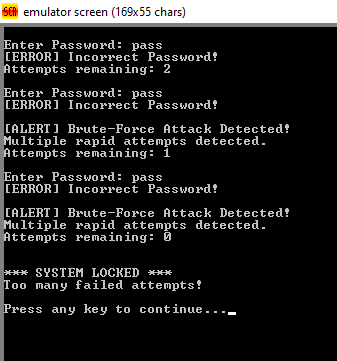 emulator screen (169x55 chars)
Enter Password: pass
[ERROR] Incorrect Password!
Attempts remaining: 2
Enter Password: pass
[ERROR] Incorrect Password!
[ALERT] Brute-Force Attack Detected!
Multiple rapid attempts detected.
Attempts remaining: 1
Enter Password: pass
[ERROR] Incorrect Password!
[ALERT] Brute-Force Attack Detected!
Multiple rapid attempts detected.
Attempts remaining: 0
*** SYSTEM LOCKED ***
Too many failed attempts!
Press any key to continue..._